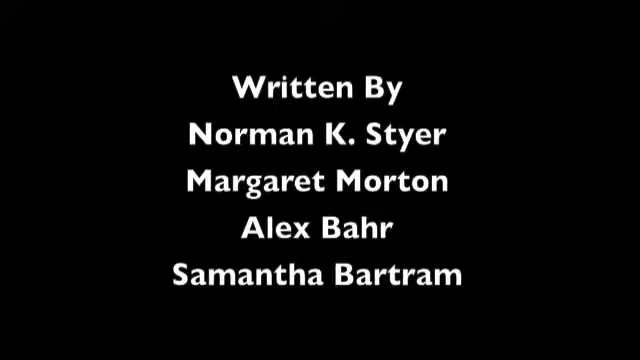 Written By
Norman K. Styer
Margaret Morton
Alex Bahr
Samantha Bartram